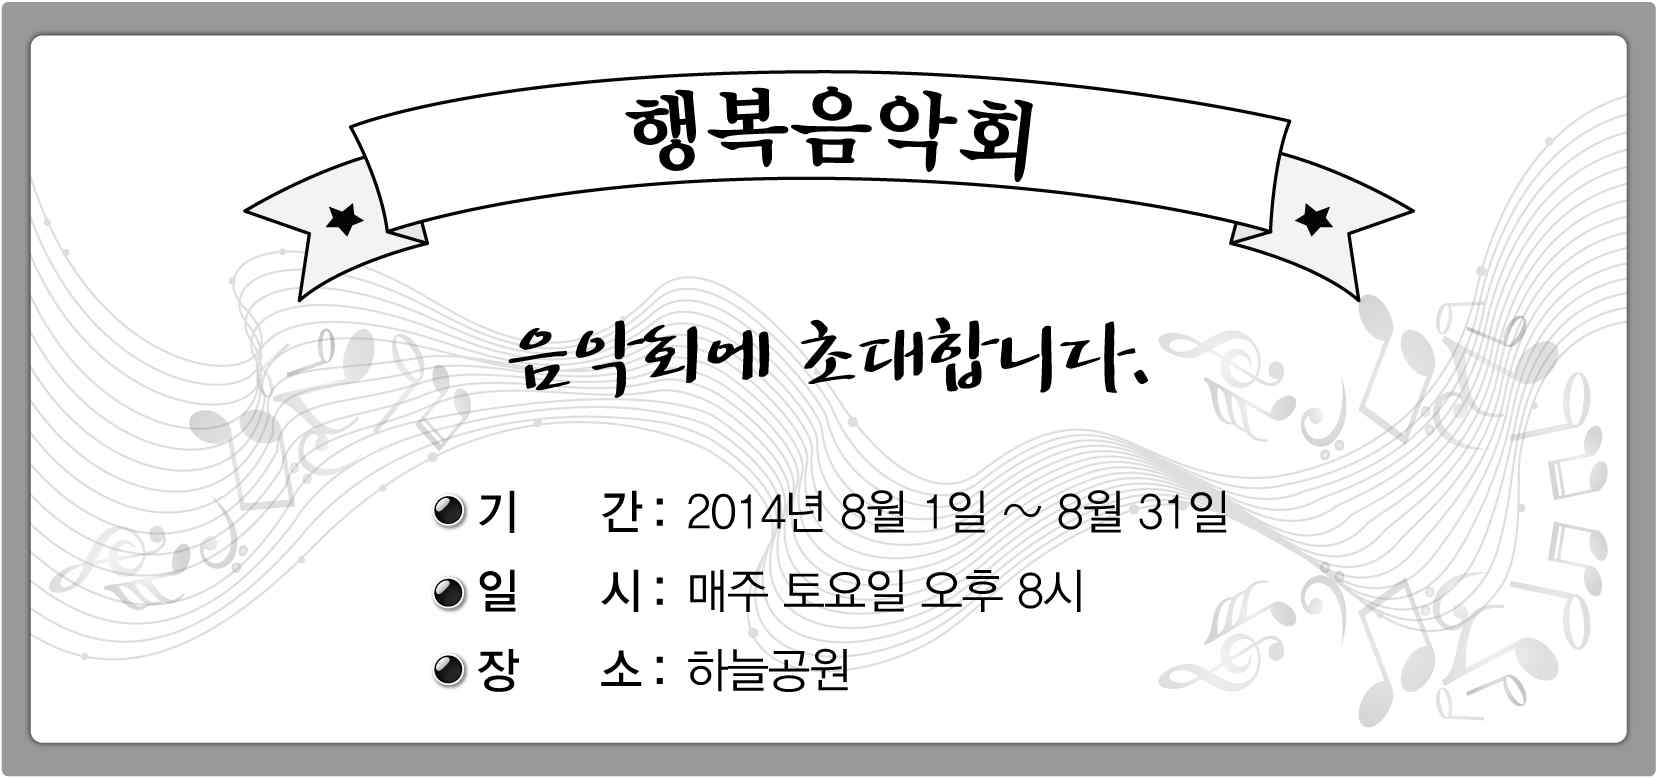 행복음악회
음악회에 초대합니다.
기 간 : 2014년 8월 1일 ~ 8월 31일
일 시 : 매주 토요일 오후 8시
장 소 : 하늘공원